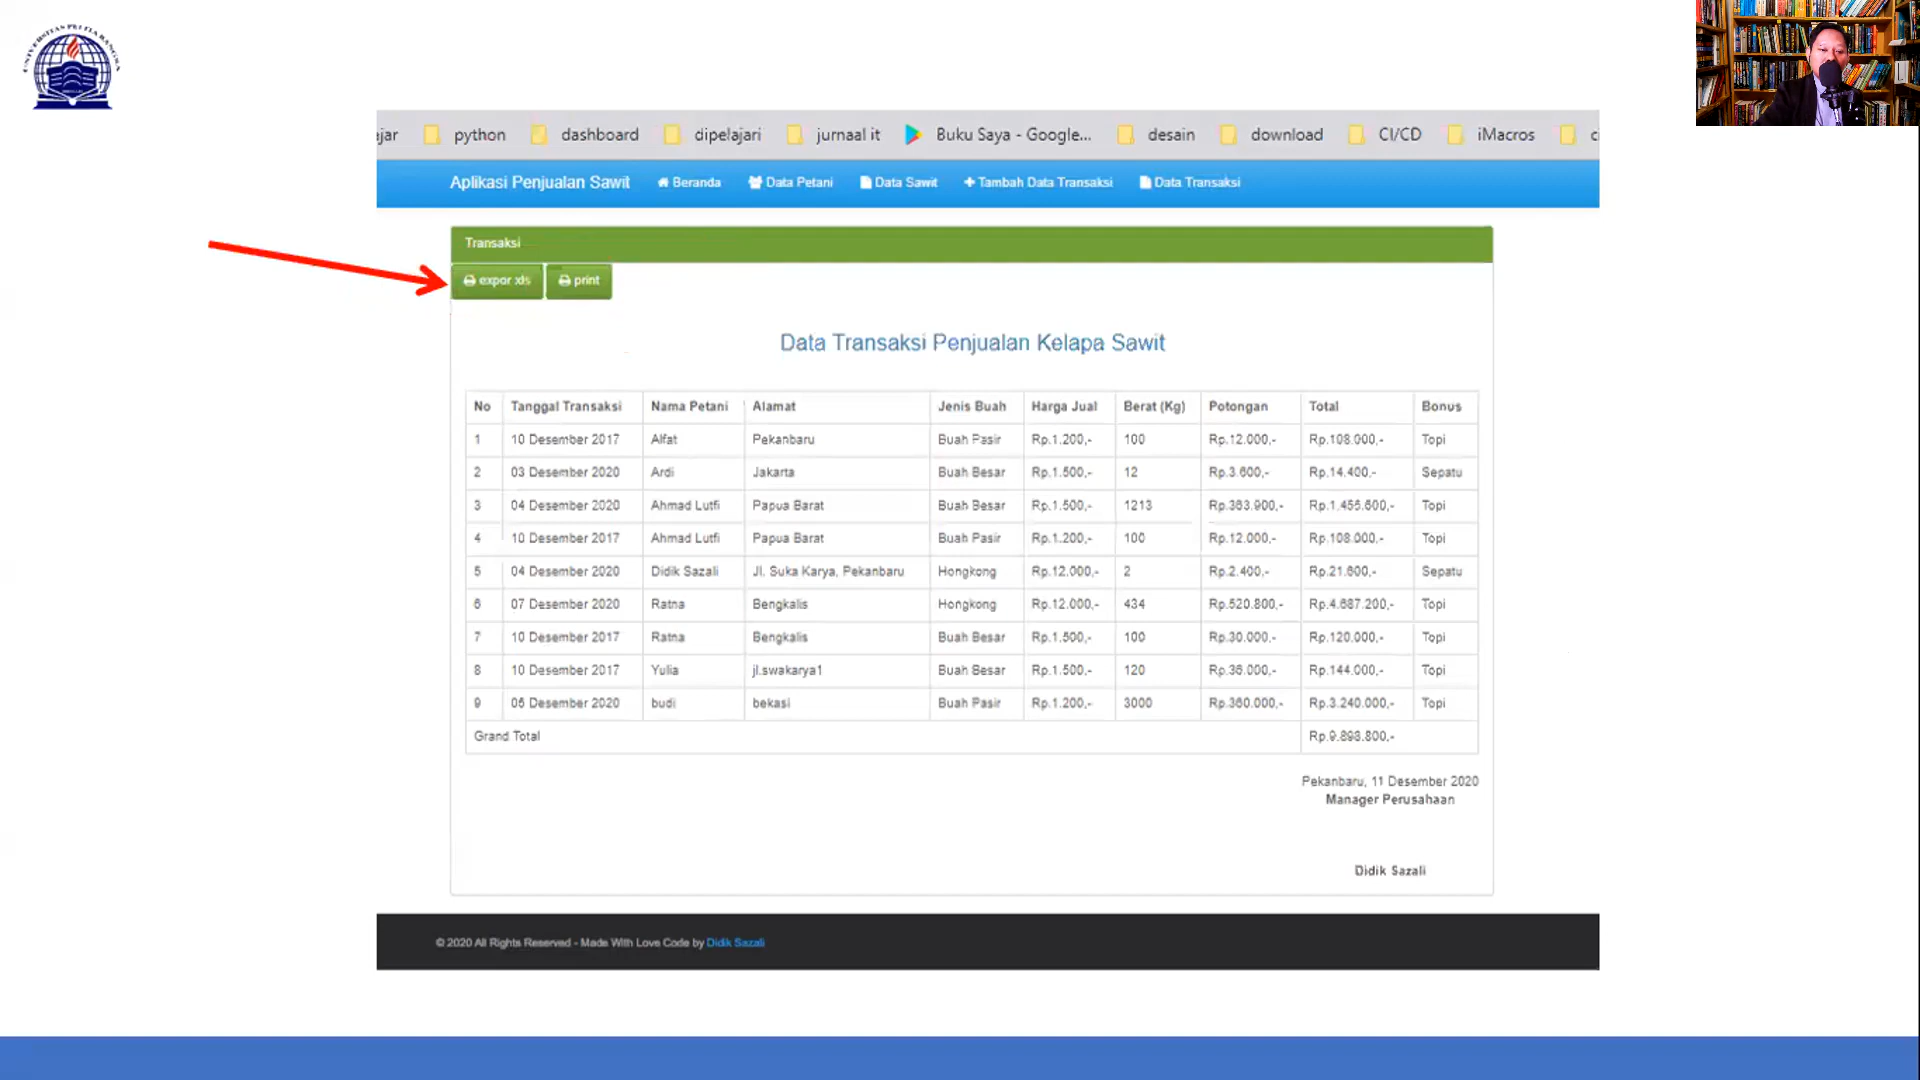 UNIVERSITAS PELITA BANGSA
ajar python dashboard dipelajari jurnaal it Buku Saya - Google... desain download CI/CD iMacros
Aplikasi Penjualan Sawit Beranda Data Petani Data Sawit Tambah Data Transaksi Data Transaksi
Transaksi
expor xls print
Data Transaksi Penjualan Kelapa Sawit
No Tanggal Transaksi Nama Petani Alamat Jenis Buah Harga Jual Berat (Kg) Potongan Total Bonus
1 10 Desember 2017 Alfat Pekanbaru Buah Pasir Rp.1.200,- 100 Rp.12.000,- Rp.108.000,- Topi
2 03 Desember 2020 Ardi Jakarta Buah Besar Rp.1.500,- 12 Rp.3.600,- Rp.14.400,- Sepatu
3 04 Desember 2020 Ahmad Lutfi Papua Barat Buah Besar Rp.1.500,- 1213 Rp.363.900,- Rp.1.455.600,- Topi
4 10 Desember 2017 Ahmad Lutfi Papua Barat Buah Pasir Rp.1.200,- 100 Rp.12.000,- Rp.108.000,- Topi
5 04 Desember 2020 Didik Sazali Jl. Suka Karya, Pekanbaru Hongkong Rp.12.000,- 2 Rp.2.400,- Rp.21.600,- Sepatu
6 07 Desember 2020 Ratna Bengkalis Hongkong Rp.12.000,- 434 Rp.520.800,- Rp.4.687.200,- Topi
7 10 Desember 2017 Ratna Bengkalis Buah Besar Rp.1.500,- 100 Rp.30.000,- Rp.120.000,- Topi
8 10 Desember 2017 Yulia jl.swakarya1 Buah Besar Rp.1.500,- 120 Rp.36.000,- Rp.144.000,- Topi
9 Desember 2020 budi bekasi Buah Pasir Rp.1.200,- 3000 Rp.360.000,- Rp.3.240.000,- Topi
Grand Total Rp.9.898.800,-
Pekanbaru, 11 Desember 2020
Manager Perusahaan
Didik Sazali
© 2020 All Rights Reserved - Made With Love Code by Didik Sazali